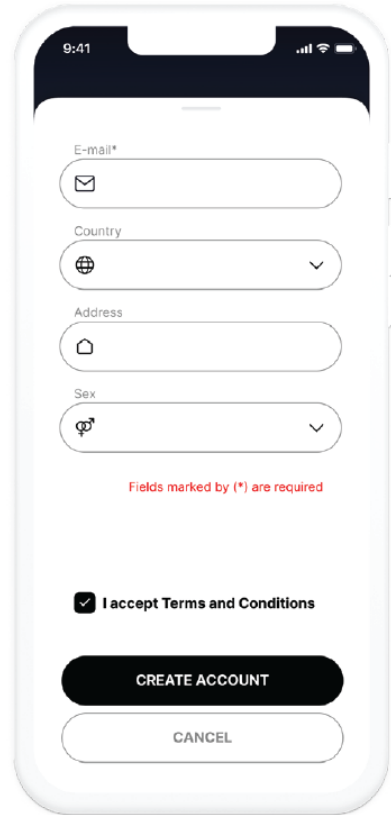 9:41
E-mail*
Country
Address
Sex
Fields marked by (*) are required
I accept Terms and Conditions
CREATE ACCOUNT
CANCEL